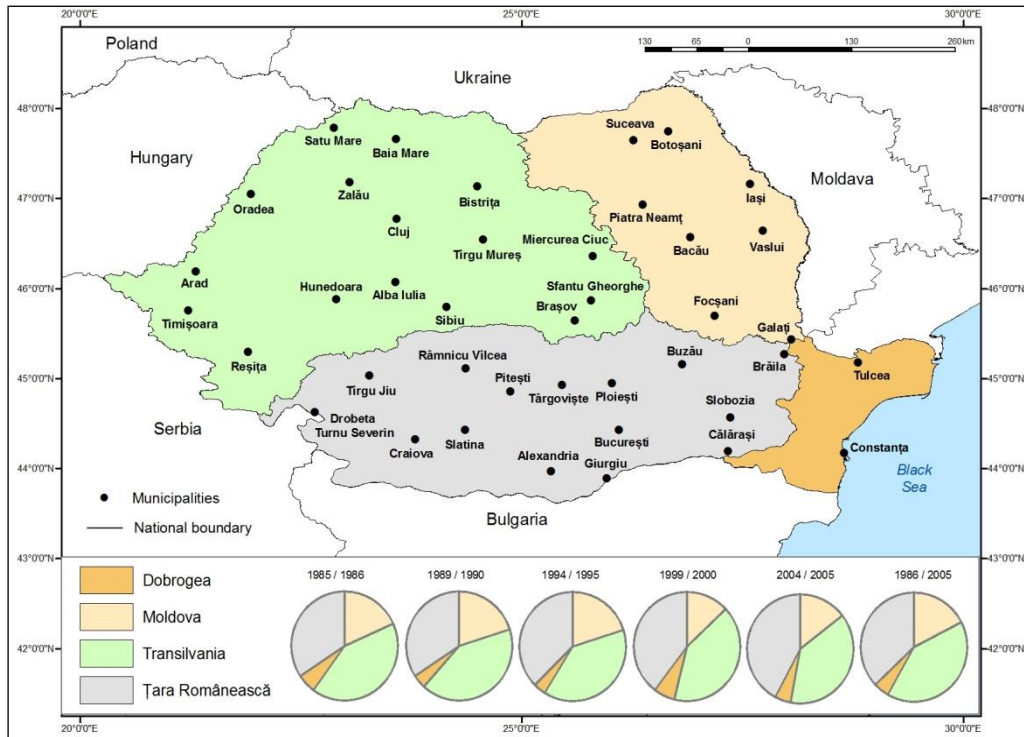 20°0'0"E 25°0'0"E 30°0'0"E
Poland
130 65 0 130 260 km
Ukraine
48°0'0"N 48°0'0"N
Suceava
Botoșani
Satu Mare
Baia Mare
Hungary
Moldava
47°0'0"N 47°0'0"N
Zalău
Bistrița
Iași
Oradea
Piatra Neamț
Cluj
Miercurea Ciuc
Tirgu Mureș
Bacău
Vaslui
46°0'0"N 46°0'0"N
Arad
Hunedoara
Alba Iulia
Sfantu Gheorghe
Focșani
Timișoara
Sibiu
Brașov
Galați
Reșița
Râmnicu Vilcea
Buzău
Brăila
45°0'0"N 45°0'0"N
Tirgu Jiu
Pitești
Târgoviște
Ploiești
Tulcea
Slobozia
Serbia
Drobeta
Turnu Severin
Craiova
Slatina
București
Călărași
Constanța
44°0'0"N 44°0'0"N
Alexandria
Giurgiu
Black
Sea
Municipalities
National boundary
Bulgaria
43°0'0"N 43°0'0"N
Dobrogea
Moldova
Transilvania
Țara Românească
1985 / 1986 1989 / 1990 1994 / 1995 1999 / 2000 2004 / 2005 1986 / 2005
42°0'0"N 42°0'0"N
20°0'0"E 25°0'0"E 30°0'0"E